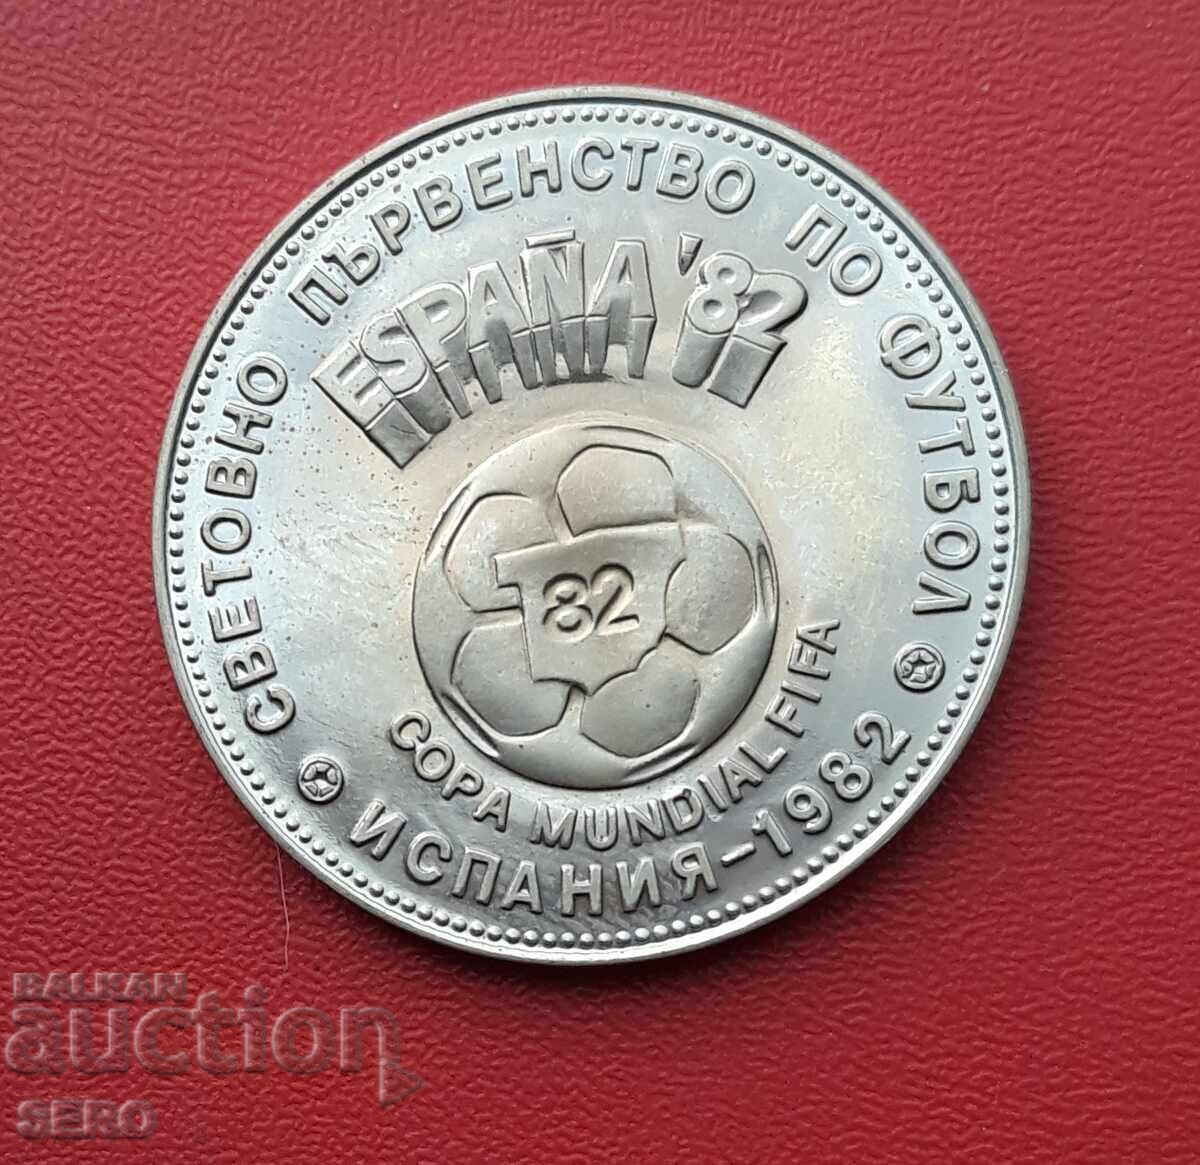 СВЕТОВНО ПЪРВЕНСТВО ПО ФУТБОЛ
ESPAÑA '82
82
COPA MUNDIAL FIFA
ИСПАНИЯ-1982
BALKAN
auction
SERO